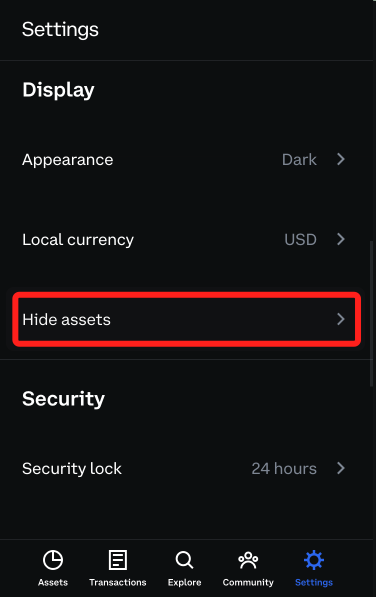 Settings
Display
Appearance Dark
Local currency USD
Hide assets
Security
Security lock 24 hours
Assets Transactions Explore Community Settings